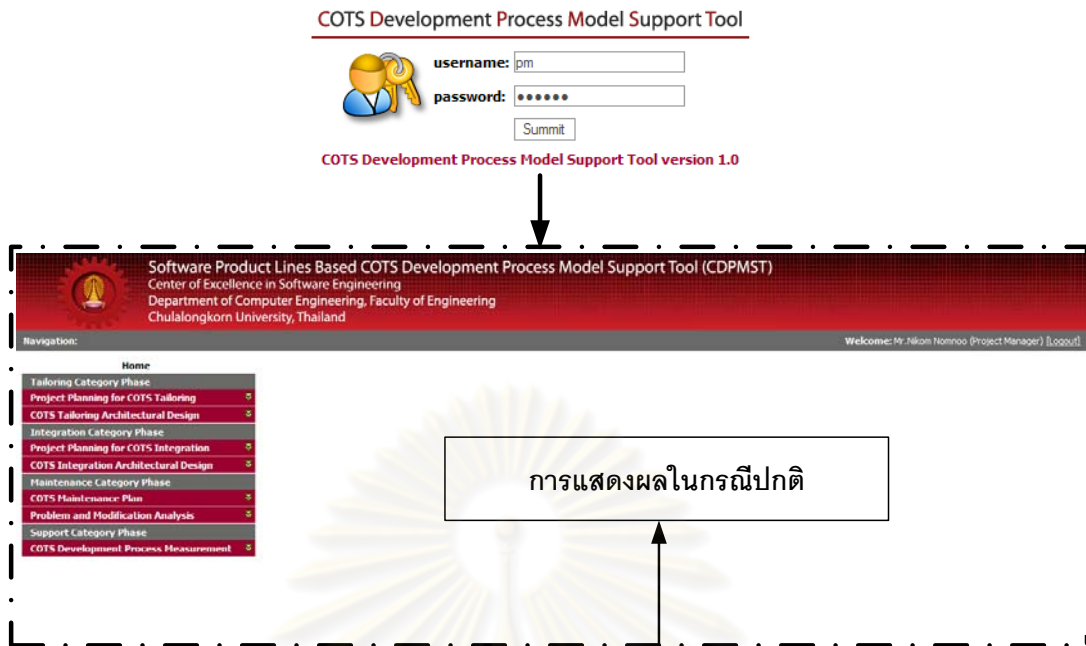 COTS Development Process Model Support Tool
username: pm
password: ●●●●●●
Summit
COTS Development Process Model Support Tool version 1.0
Software Product Lines Based COTS Development Process Model Support Tool (CDPMST)
Center of Excellence in Software Engineering
Department of Computer Engineering, Faculty of Engineering
Chulalongkorn University, Thailand
Navigation:
Welcome: Mr.Nikom Nomnoo (Project Manager) [Logout]
Home
Tailoring Category Phase
Project Planning for COTS Tailoring
COTS Tailoring Architectural Design
Integration Category Phase
Project Planning for COTS Integration
COTS Integration Architectural Design
Maintenance Category Phase
COTS Maintenance Plan
Problem and Modification Analysis
Support Category Phase
COTS Development Process Measurement
การแสดงผลในกรณีปกติ